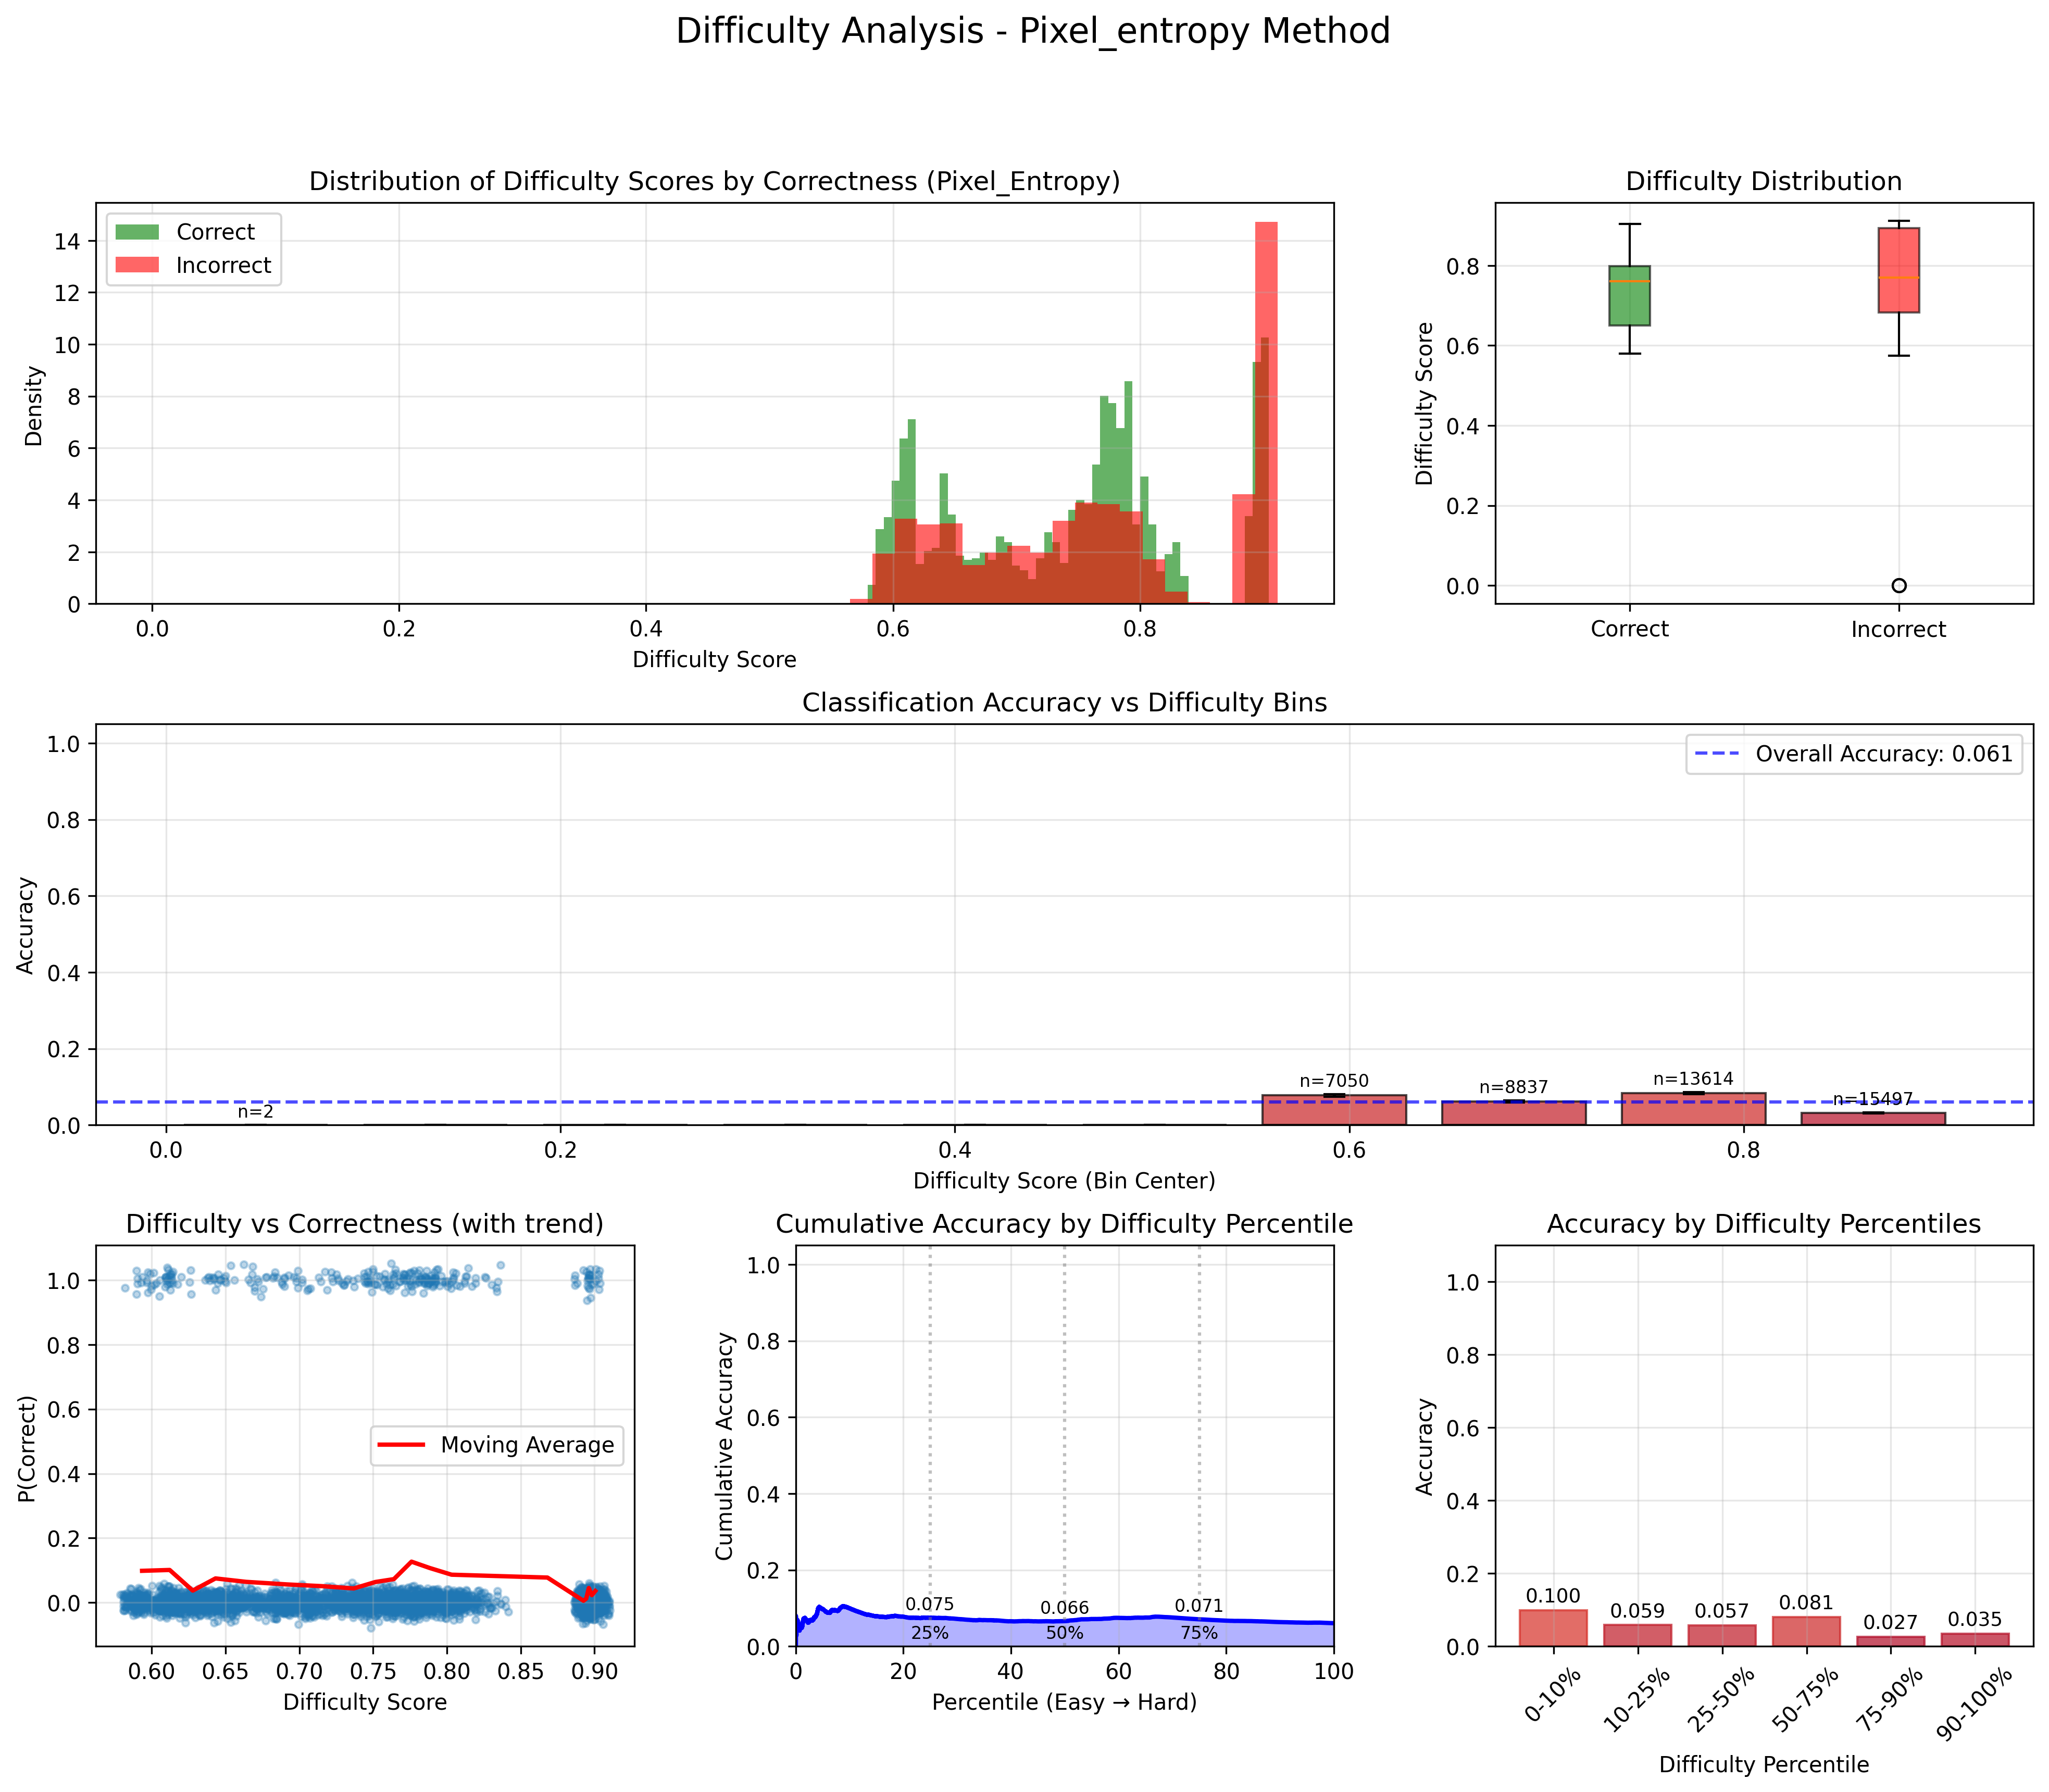 Difficulty Analysis - Pixel_entropy Method
Distribution of Difficulty Scores by Correctness (Pixel_Entropy)
Correct
Incorrect
14
12
10
8
6
4
2
0
Density
0.0 0.2 0.4 0.6 0.8
Difficulty Score
Difficulty Distribution
0.8
0.6
0.4
0.2
0.0
Difficulty Score
Correct Incorrect
Classification Accuracy vs Difficulty Bins
Overall Accuracy: 0.061
1.0
0.8
0.6
0.4
0.2
0.0
Accuracy
n=2
n=7050
n=8837
n=13614
n=15497
0.0 0.2 0.4 0.6 0.8
Difficulty Score (Bin Center)
Difficulty vs Correctness (with trend)
1.0
0.8
0.6
0.4
0.2
0.0
P(Correct)
Moving Average
0.60 0.65 0.70 0.75 0.80 0.85 0.90
Difficulty Score
Cumulative Accuracy by Difficulty Percentile
1.0
0.8
0.6
0.4
0.2
0.0
Cumulative Accuracy
0.075 0.066 0.071
25% 50% 75%
0 20 40 60 80 100
Percentile (Easy → Hard)
Accuracy by Difficulty Percentiles
1.0
0.8
0.6
0.4
0.2
0.0
Accuracy
0.100 0.059 0.057 0.081 0.027 0.035
0-10% 10-25% 25-50% 50-75% 75-90% 90-100%
Difficulty Percentile